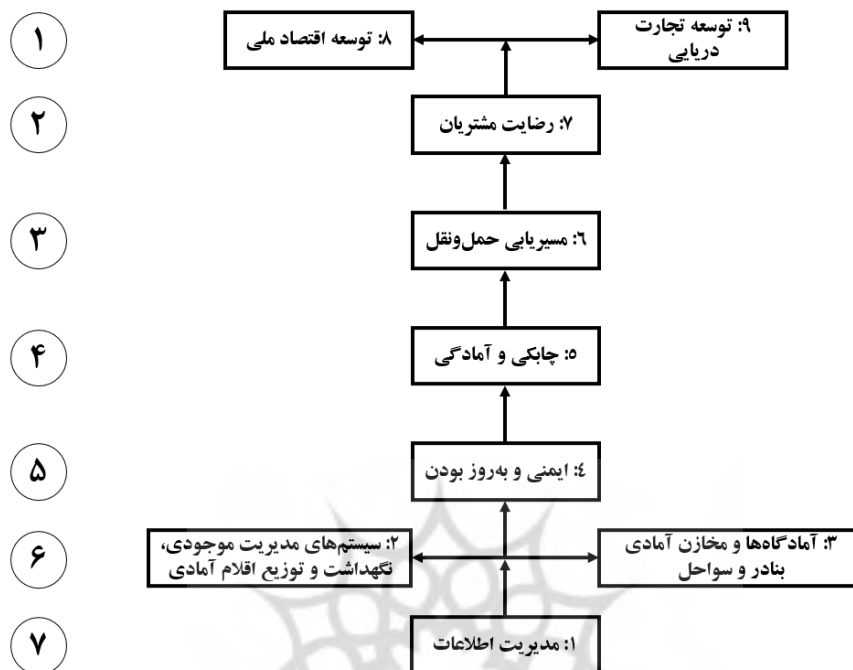 ۱
۹: توسعه تجارت
دریایی
۸: توسعه اقتصاد ملی
۲
۷: رضایت مشتریان
۳
۶: مسیریابی حمل‌ونقل
۴
۵: چابکی و آمادگی
۵
٤: ایمنی و به‌روز بودن
۶
۳: آمادگاه‌ها و مخازن آمادی
بنادر و سواحل
۲: سیستم‌های مدیریت موجودی،
نگهداشت و توزیع اقلام آمادی
۷
۱: مدیریت اطلاعات